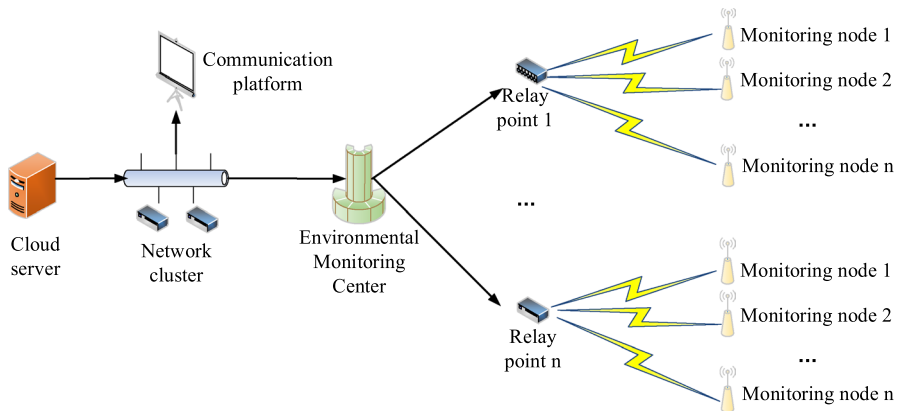 Communication
platform
Cloud
server
Network
cluster
Environmental
Monitoring
Center
Relay
point 1
...
Relay
point n
Monitoring node 1
Monitoring node 2
...
Monitoring node n
Monitoring node 1
Monitoring node 2
...
Monitoring node n